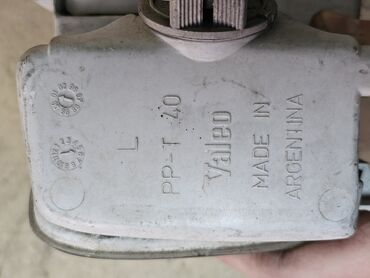 L
PP-T 40
Valeo
MADE IN
ARGENTINA